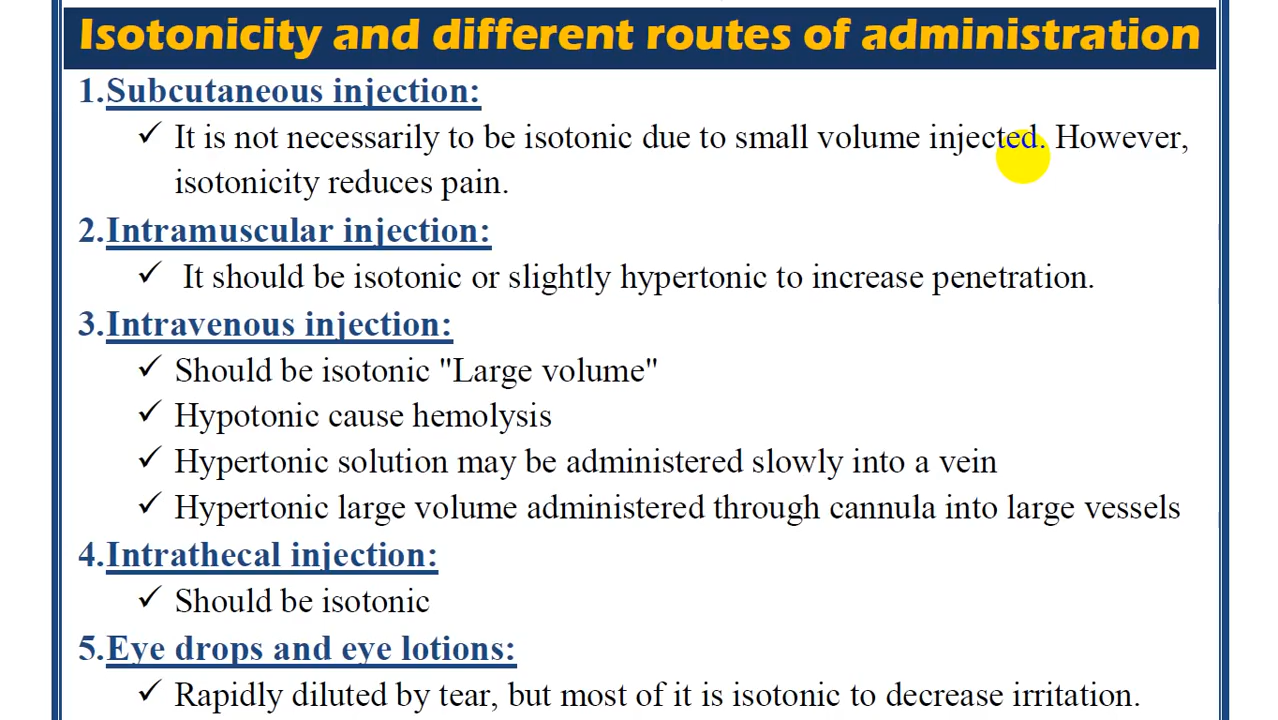 Isotonicity and different routes of administration
1.Subcutaneous injection:
✓ It is not necessarily to be isotonic due to small volume injected. However,
isotonicity reduces pain.
2.Intramuscular injection:
✓ It should be isotonic or slightly hypertonic to increase penetration.
3.Intravenous injection:
✓ Should be isotonic "Large volume"
✓ Hypotonic cause hemolysis
✓ Hypertonic solution may be administered slowly into a vein
✓ Hypertonic large volume administered through cannula into large vessels
4.Intrathecal injection:
✓ Should be isotonic
5.Eye drops and eye lotions:
✓ Rapidly diluted by tear, but most of it is isotonic to decrease irritation.